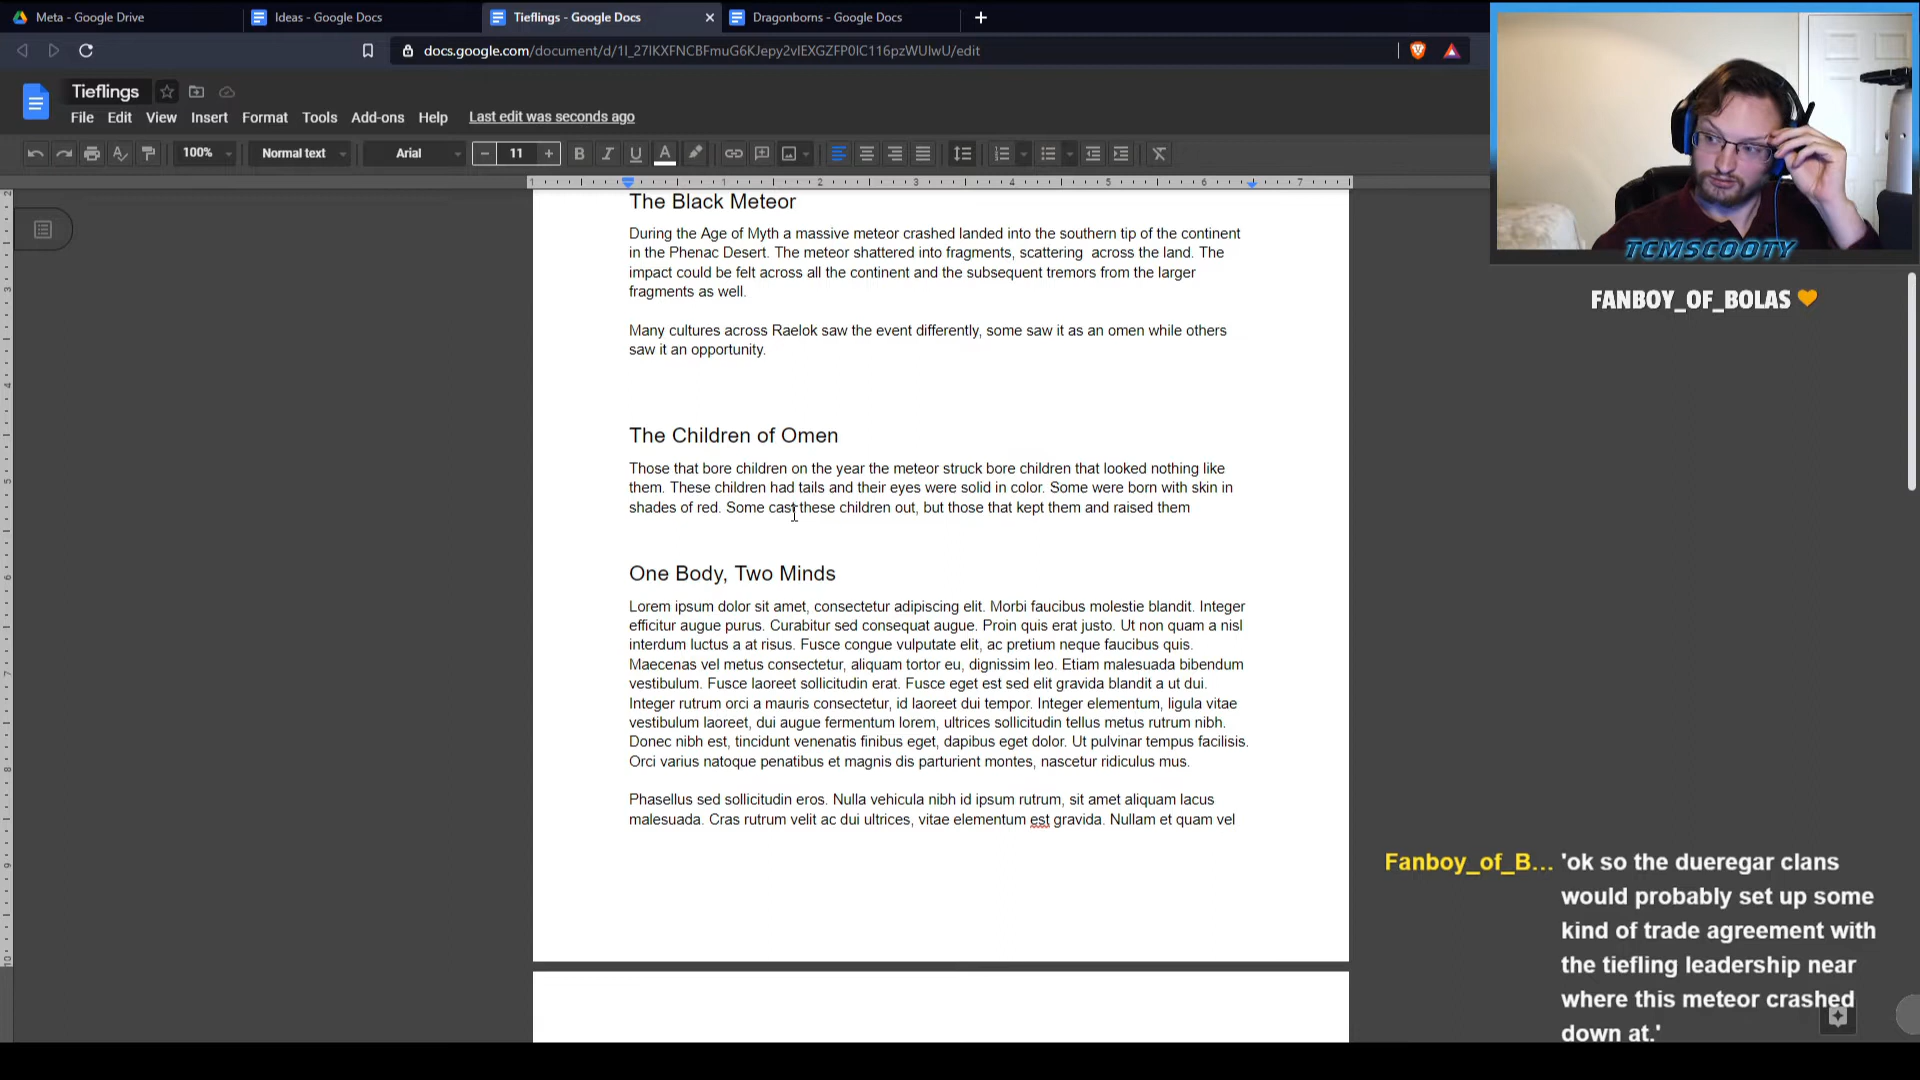 Meta - Google Drive
Ideas - Google Docs
Tieflings - Google Docs
Dragonborns - Google Docs
docs.google.com/document/d/1I_27IKXFNCBFmuG6KJepy2vIEXGZFP0IC116pzWUIwU/edit
Tieflings
File Edit View Insert Format Tools Add-ons Help Last edit was seconds ago
100% Normal text Arial 11
1 1 2 3 4 5 6 7
The Black Meteor
During the Age of Myth a massive meteor crashed landed into the southern tip of the continent
in the Phenac Desert. The meteor shattered into fragments, scattering  across the land. The
impact could be felt across all the continent and the subsequent tremors from the larger
fragments as well.
Many cultures across Raelok saw the event differently, some saw it as an omen while others
saw it an opportunity.
The Children of Omen
Those that bore children on the year the meteor struck bore children that looked nothing like
them. These children had tails and their eyes were solid in color. Some were born with skin in
shades of red. Some cast these children out, but those that kept them and raised them
One Body, Two Minds
Lorem ipsum dolor sit amet, consectetur adipiscing elit. Morbi faucibus molestie blandit. Integer
efficitur augue purus. Curabitur sed consequat augue. Proin quis erat justo. Ut non quam a nisl
interdum luctus a at risus. Fusce congue vulputate elit, ac pretium neque faucibus quis.
Maecenas vel metus consectetur, aliquam tortor eu, dignissim leo. Etiam malesuada bibendum
vestibulum. Fusce laoreet sollicitudin erat. Fusce eget est sed elit gravida blandit a ut dui.
Integer rutrum orci a mauris consectetur, id laoreet dui tempor. Integer elementum, ligula vitae
vestibulum laoreet, dui augue fermentum lorem, ultrices sollicitudin tellus metus rutrum nibh.
Donec nibh est, tincidunt venenatis finibus eget, dapibus eget dolor. Ut pulvinar tempus facilisis.
Orci varius natoque penatibus et magnis dis parturient montes, nascetur ridiculus mus.
Phasellus sed sollicitudin eros. Nulla vehicula nibh id ipsum rutrum, sit amet aliquam lacus
malesuada. Cras rutrum velit ac dui ultrices, vitae elementum est gravida. Nullam et quam vel
TCMSCOOTY
FANBOY_OF_BOLAS 🧡
Fanboy_of_B... 'ok so the dueregar clans
would probably set up some
kind of trade agreement with
the tiefling leadership near
where this meteor crashed
down at.'